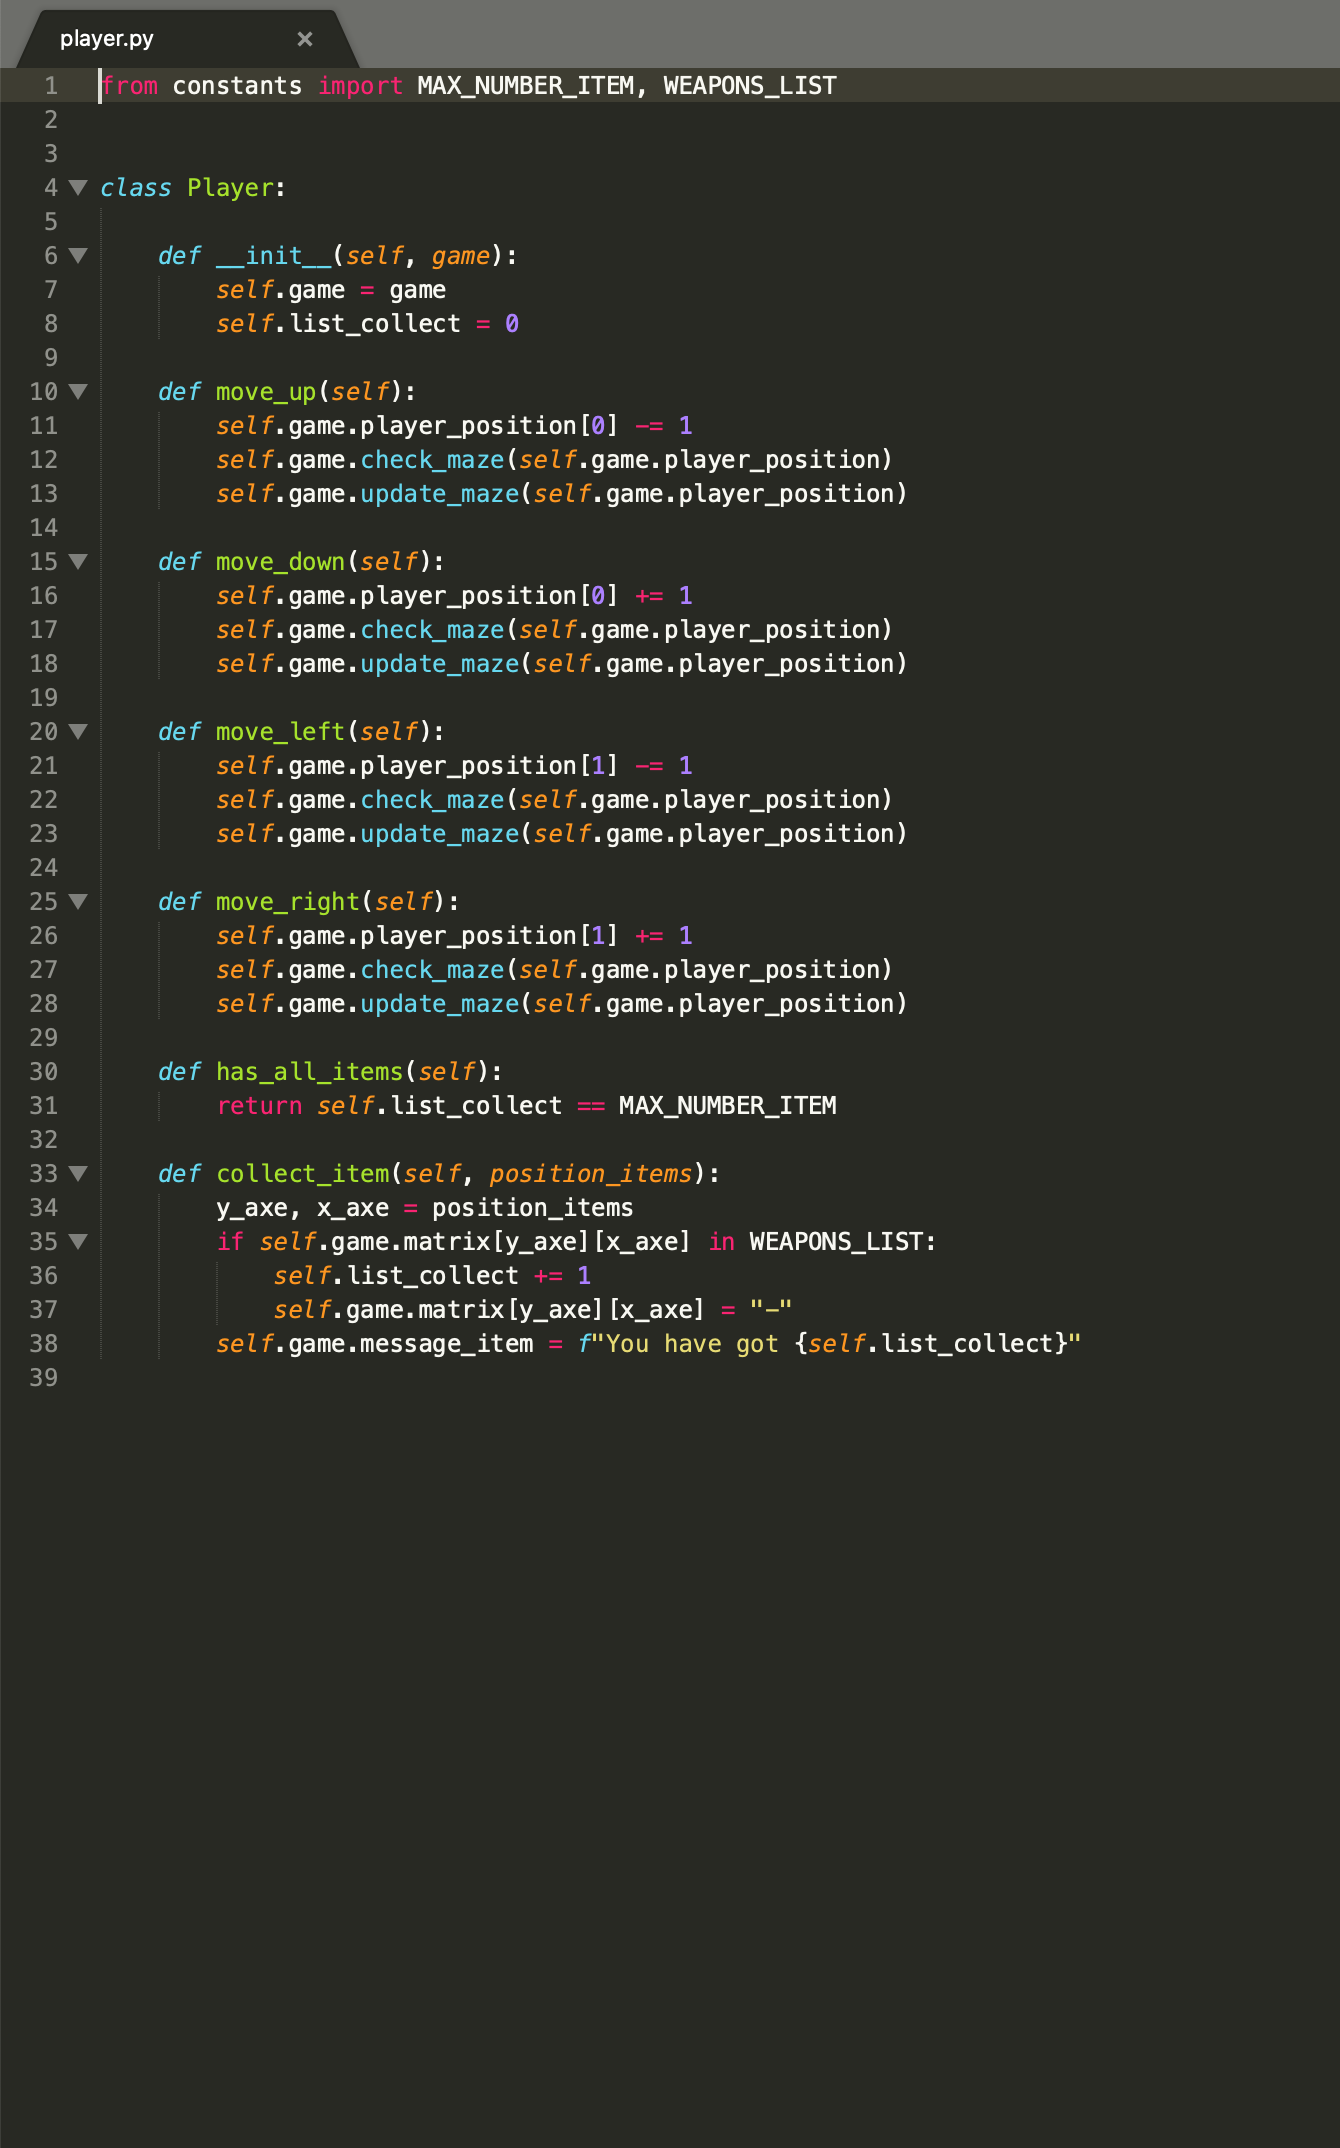 player.py ×
1 from constants import MAX_NUMBER_ITEM, WEAPONS_LIST
2
3
4 class Player:
5
6     def __init__(self, game):
7         self.game = game
8         self.list_collect = 0
9
10     def move_up(self):
11         self.game.player_position[0] -= 1
12         self.game.check_maze(self.game.player_position)
13         self.game.update_maze(self.game.player_position)
14
15     def move_down(self):
16         self.game.player_position[0] += 1
17         self.game.check_maze(self.game.player_position)
18         self.game.update_maze(self.game.player_position)
19
20     def move_left(self):
21         self.game.player_position[1] -= 1
22         self.game.check_maze(self.game.player_position)
23         self.game.update_maze(self.game.player_position)
24
25     def move_right(self):
26         self.game.player_position[1] += 1
27         self.game.check_maze(self.game.player_position)
28         self.game.update_maze(self.game.player_position)
29
30     def has_all_items(self):
31         return self.list_collect == MAX_NUMBER_ITEM
32
33     def collect_item(self, position_items):
34         y_axe, x_axe = position_items
35         if self.game.matrix[y_axe][x_axe] in WEAPONS_LIST:
36             self.list_collect += 1
37             self.game.matrix[y_axe][x_axe] = "-"
38         self.game.message_item = f"You have got {self.list_collect}"
39